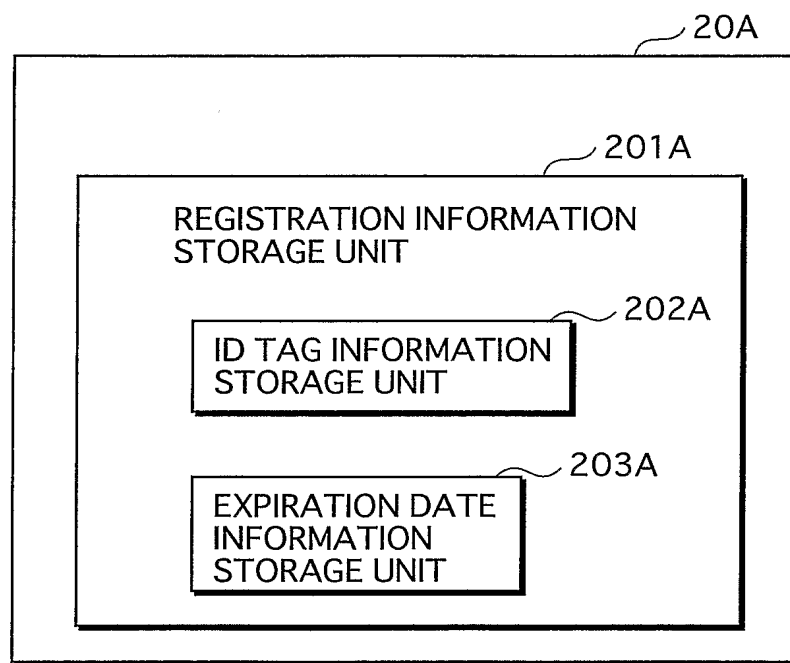 20A
201A
REGISTRATION INFORMATION
STORAGE UNIT
202A
ID TAG INFORMATION
STORAGE UNIT
203A
EXPIRATION DATE
INFORMATION
STORAGE UNIT